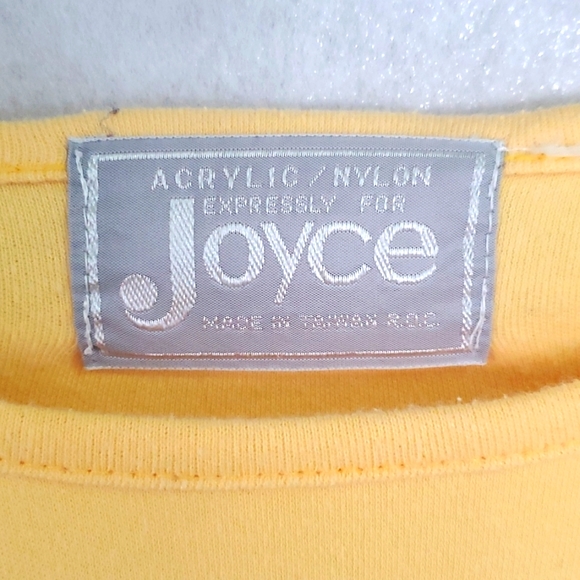 ACRYLIC / NYLON
EXPRESSLY FOR
Joyce
MADE IN TAIWAN R.O.C.